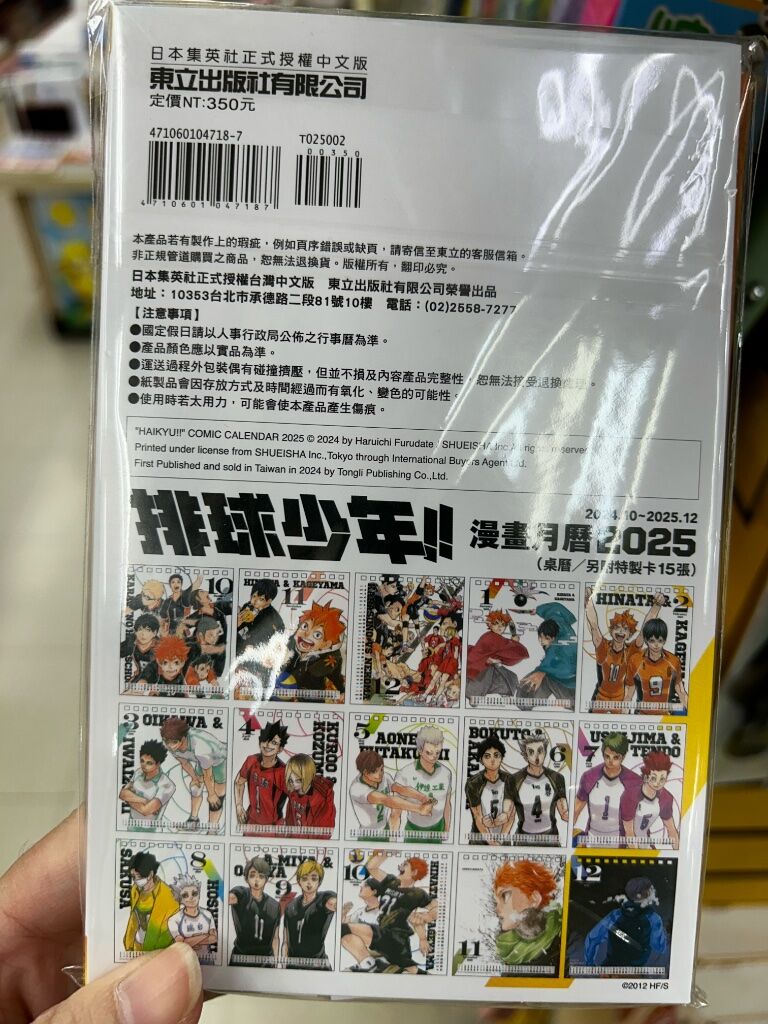 日本集英社正式授權中文版
東立出版社有限公司
定價NT:350元
471060104718-7
T025002
00350
4 710601 047187
本產品若有製作上的瑕疵，例如頁序錯誤或缺頁，請寄信至東立的客服信箱。
非正規管道購買之商品，恕無法退換貨。版權所有，翻印必究。
日本集英社正式授權台灣中文版 東立出版社有限公司榮譽出品
地址：10353台北市承德路二段81號10樓 電話：(02)2558-7277
【注意事項】
●國定假日請以人事行政局公佈之行事曆為準。
●產品顏色應以實品為準。
●運送過程外包裝偶有碰撞擠壓，但並不損及內容產品完整性，恕無法接受退換處理。
●紙製品會因存放方式及時間經過而有氧化、變色的可能性。
●使用時若太用力，可能會使本產品產生傷痕。
"HAIKYU!!" COMIC CALENDAR 2025 © 2024 by Haruichi Furudate / SHUEISHA Inc. All rights reserved.
Printed under license from SHUEISHA Inc.,Tokyo through International Buyers Agent Ltd.
First Published and sold in Taiwan in 2024 by Tongli Publishing Co.,Ltd.
排球少年!!
2024.10~2025.12
漫畫月曆2025
(桌曆／另附特製卡15張)
10
HINATA & KAGEYAMA
11
12
1
HINATA &
2
3
OIKAWA &
IWAIZUMI
4
KUROO &
KOZUME
5
AONE
FUTAKUCHI
BOKUTO &
AKAASHI
6
USHIJIMA &
7
TENDO
SAKUSA
8
HOSHIUMI
MIYA
9
10
HINATA
KAGEYAMA
11
12
©2012 HF/S